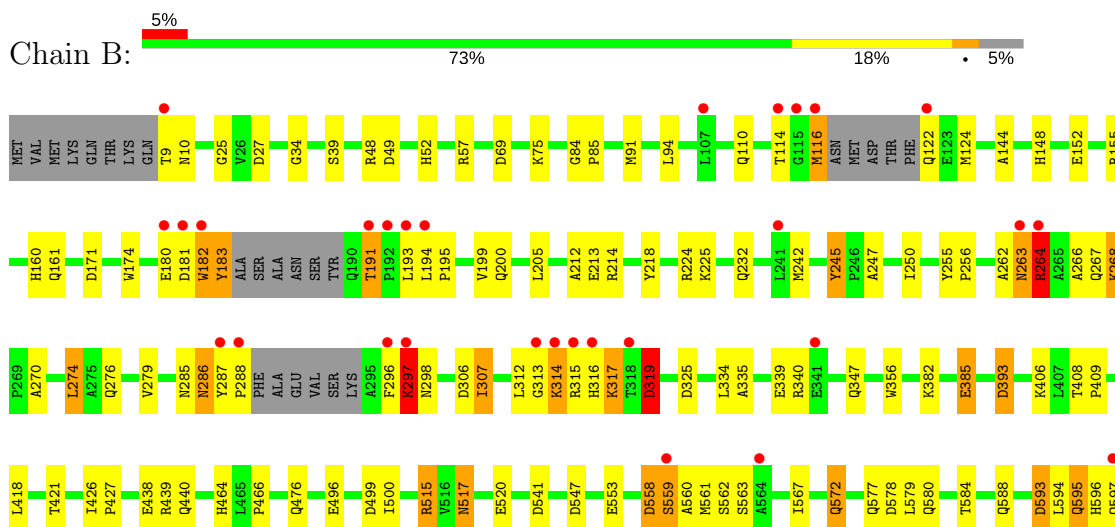 5%
Chain B:
73% 18% • 5%
MET VAL MET LYS GLN THR LYS GLN T9 N10 G25 V26 D27 G34 S39 R48 D49 H52 R57 D69 K75 G84 P85 M91 L94 L107 Q110 T114 G115 M116 ASN MET ASP THR PHE Q122 E123 M124 A144 H148 E152
H160 Q161 D171 W174 E180 D181 W182 Y183 ALA SER ALA ASN SER TYR Q190 T191 P192 L193 L194 P195 V199 Q200 L205 A212 E213 R214 Y218 R224 K225 Q232 L241 M242 Y245 P246 A247 I250 Y255 P256 A262 N263 R264 A265 A266 Q267 K268
P269 A270 L274 A275 Q276 V279 N285 N286 Y287 P288 PHE ALA GLU VAL SER LYS A295 F296 K297 N298 D306 I307 L312 G313 K314 R315 H316 K317 T318 D319 D325 L334 A335 E339 R340 E341 Q347 W356 K382 E385 D393 K406 L407 T408 P409
L418 T421 I426 P427 E438 R439 Q440 H464 L465 P466 Q476 E496 D499 I500 R515 V516 N517 E520 D541 D547 E553 D558 S559 A560 M561 S562 S563 A564 I567 Q572 Q577 D578 L579 Q580 T584 Q588 D593 L594 Q595 H596